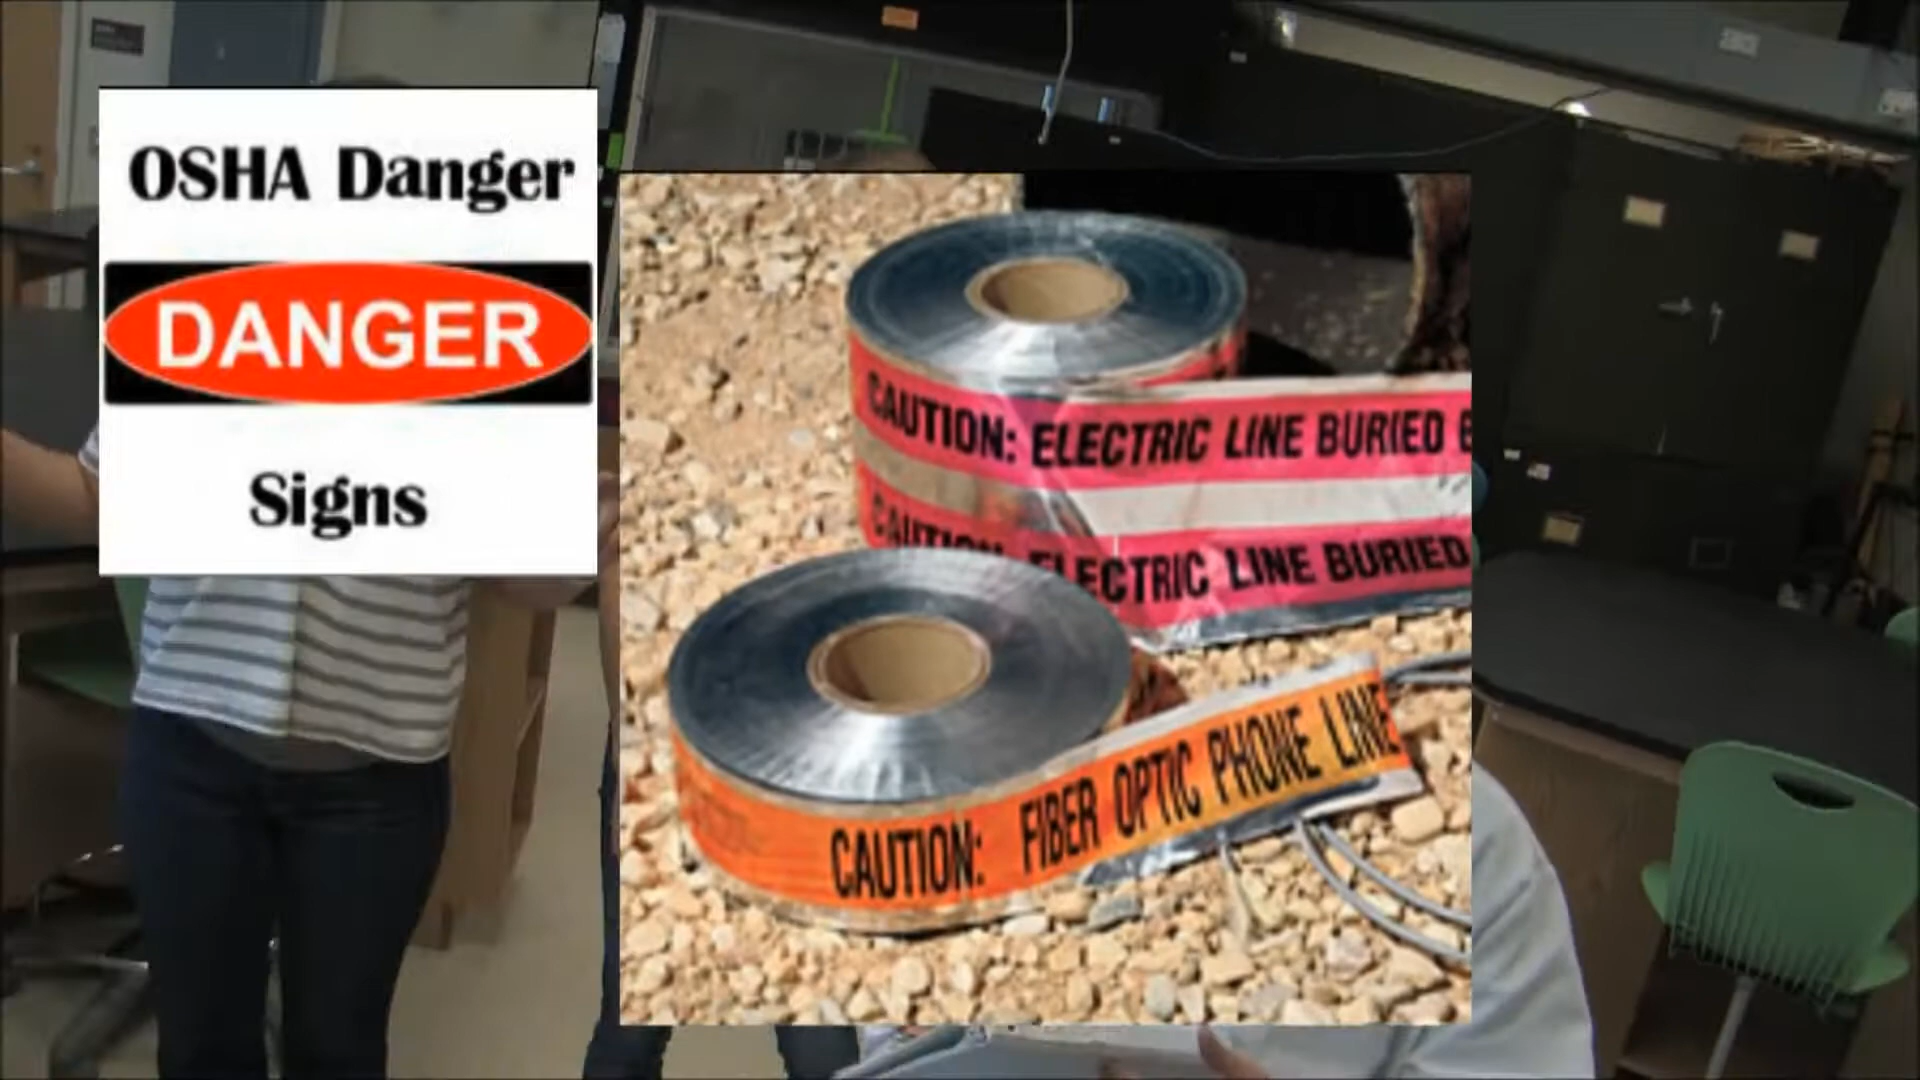 OSHA Danger
DANGER
Signs
CAUTION: ELECTRIC LINE BURIED
CAUTION: ELECTRIC LINE BURIED
CAUTION: FIBER OPTIC PHONE LINE